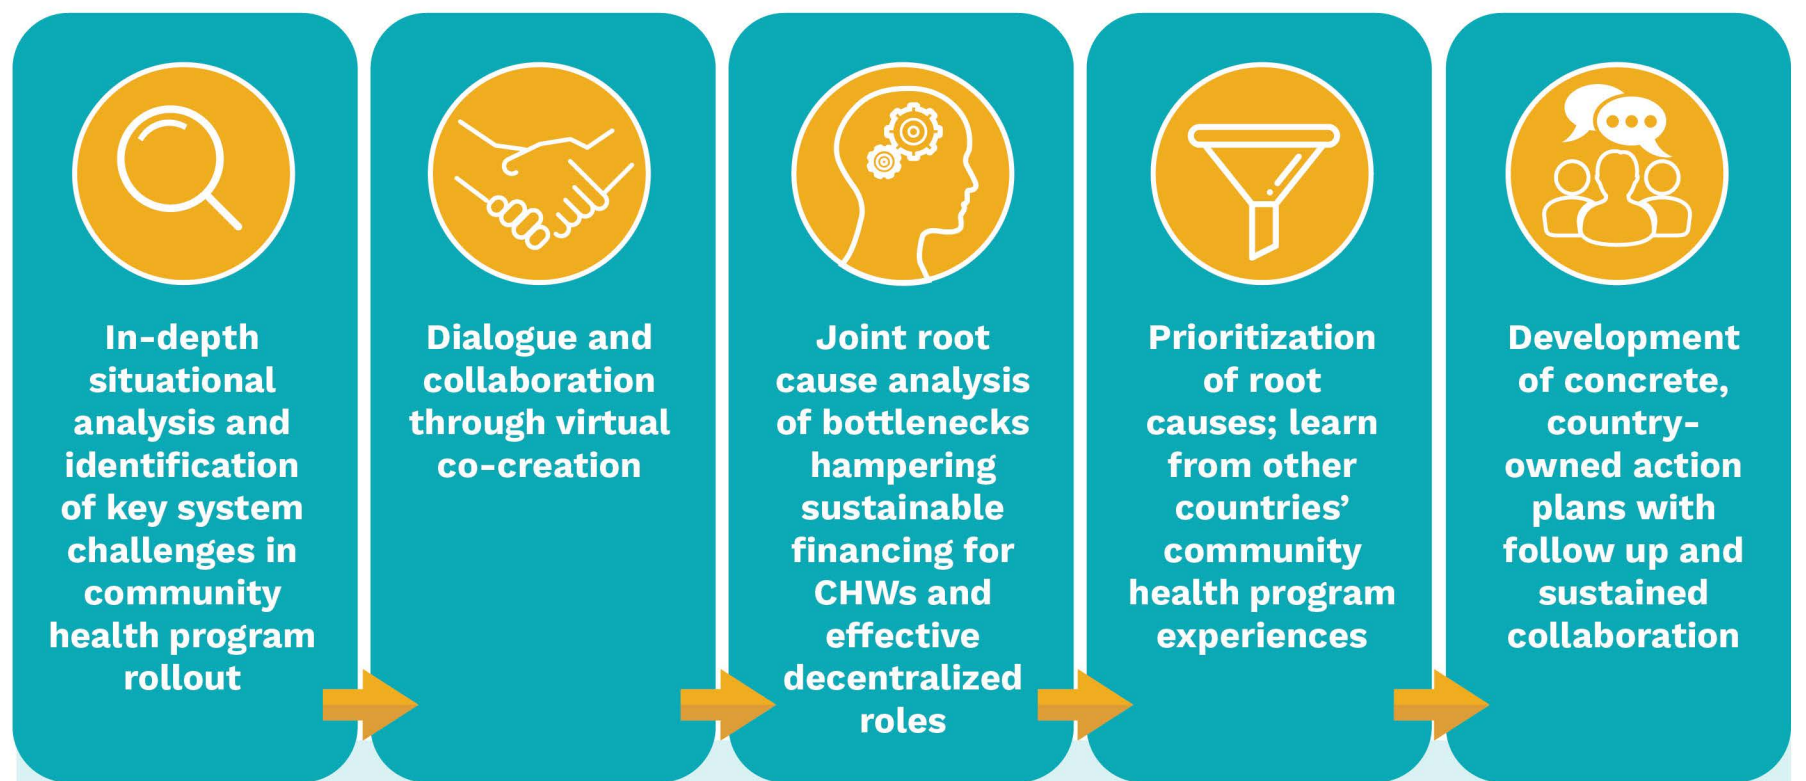 In-depth
situational
analysis and
identification
of key system
challenges in
community
health program
rollout
Dialogue and
collaboration
through virtual
co-creation
Joint root
cause analysis
of bottlenecks
hampering
sustainable
financing for
CHWs and
effective
decentralized
roles
Prioritization
of root
causes; learn
from other
countries’
community
health program
experiences
Development
of concrete,
country-
owned action
plans with
follow up and
sustained
collaboration